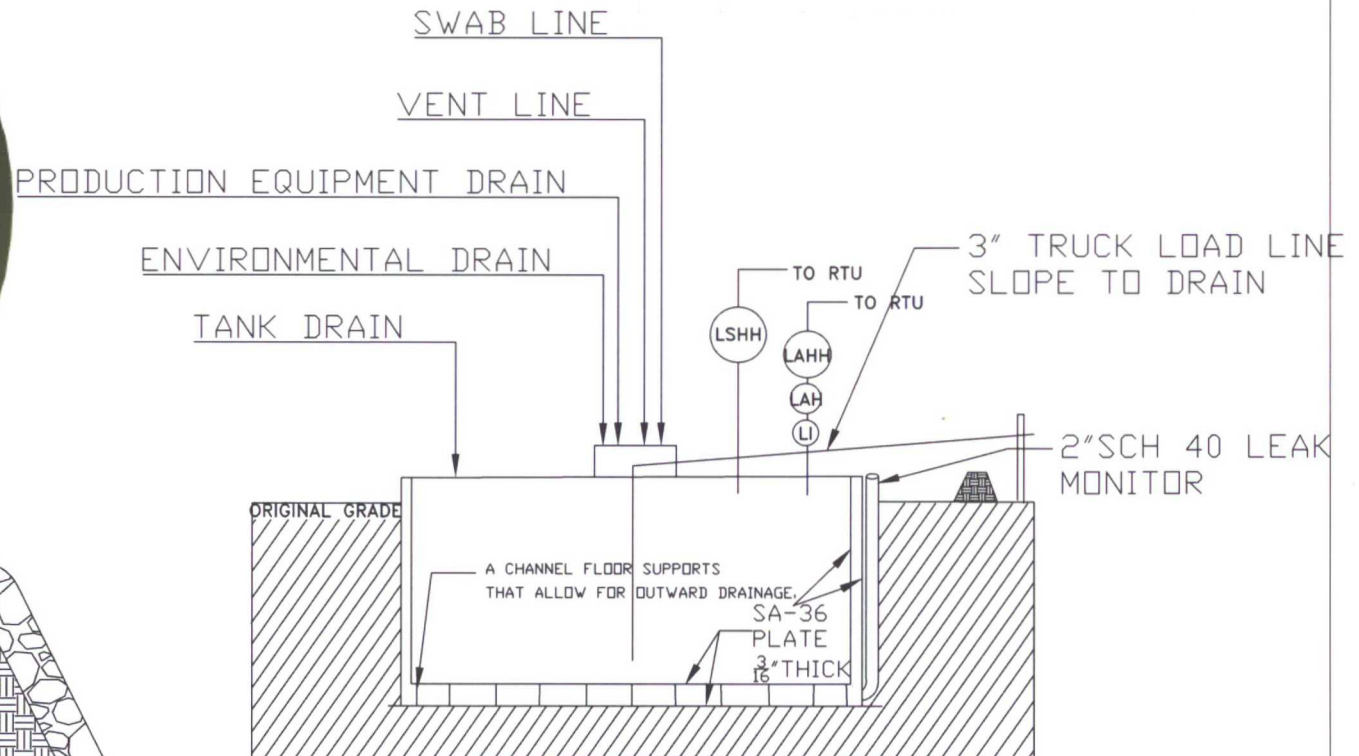 SWAB LINE
VENT LINE
PRODUCTION EQUIPMENT DRAIN
ENVIRONMENTAL DRAIN
TANK DRAIN
TO RTU
TO RTU
3" TRUCK LOAD LINE
SLOPE TO DRAIN
LSHH
LAHH
LAH
LI
2"SCH 40 LEAK
MONITOR
ORIGINAL GRADE
A CHANNEL FLOOR SUPPORTS
THAT ALLOW FOR OUTWARD DRAINAGE.
SA-36
PLATE
3/16"THICK